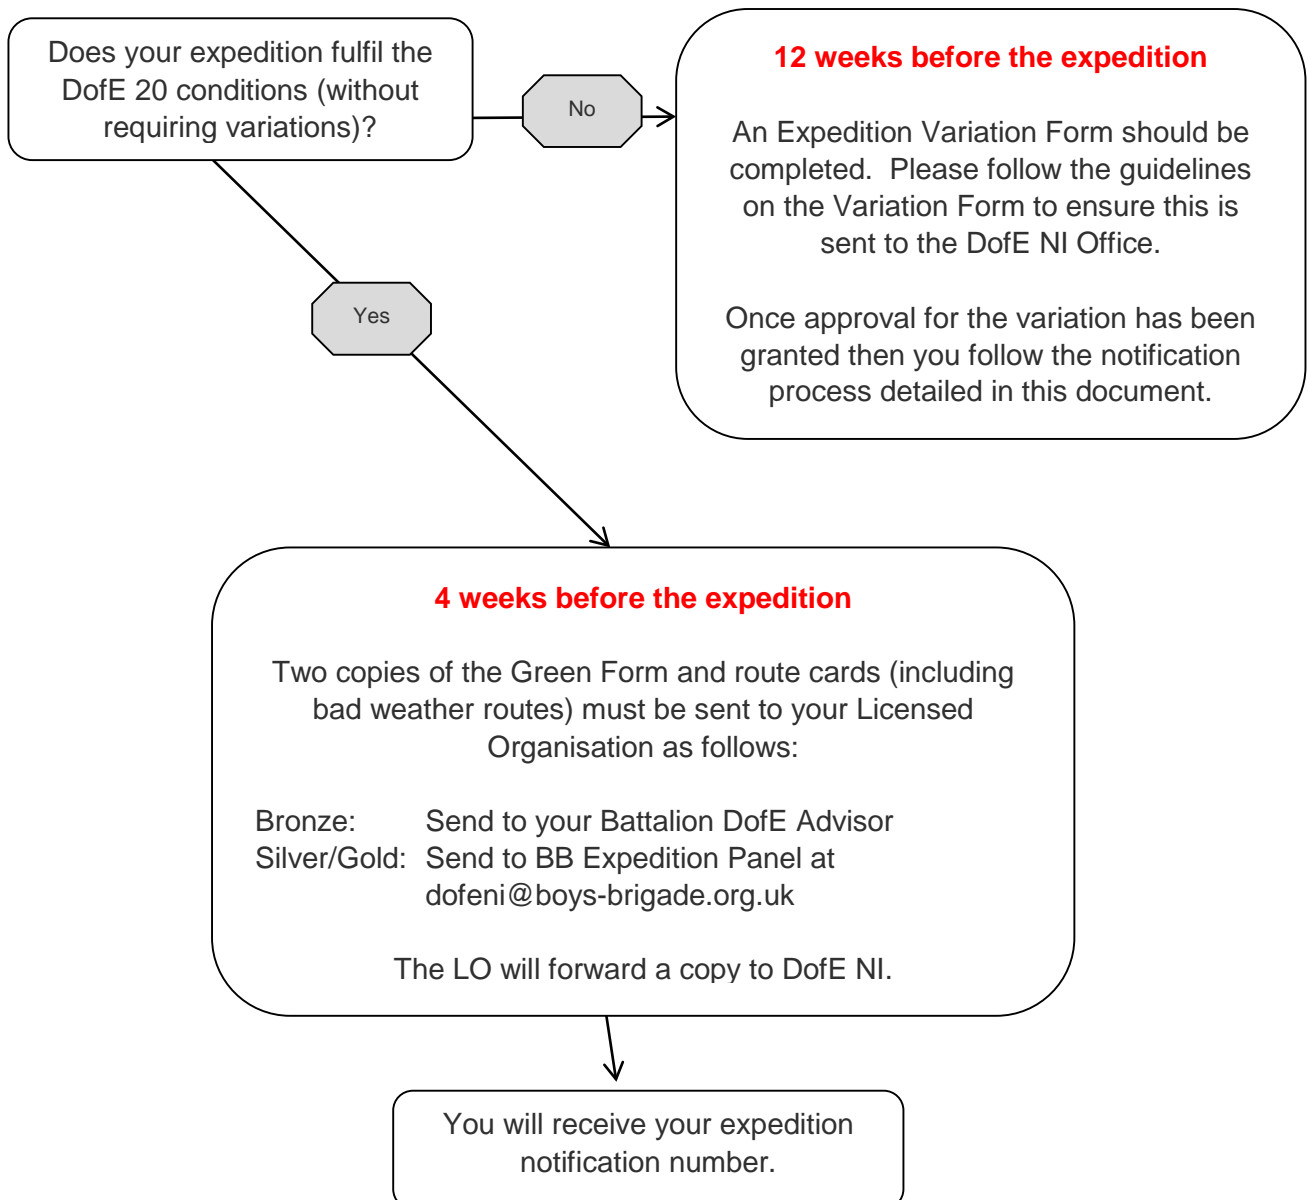 Does your expedition fulfil the
DofE 20 conditions (without
requiring variations)?
No
12 weeks before the expedition
An Expedition Variation Form should be
completed.  Please follow the guidelines
on the Variation Form to ensure this is
sent to the DofE NI Office.
Once approval for the variation has been
granted then you follow the notification
process detailed in this document.
Yes
4 weeks before the expedition
Two copies of the Green Form and route cards (including
bad weather routes) must be sent to your Licensed
Organisation as follows:
Bronze: Send to your Battalion DofE Advisor
Silver/Gold: Send to BB Expedition Panel at
dofeni@boys-brigade.org.uk
The LO will forward a copy to DofE NI.
You will receive your expedition
notification number.